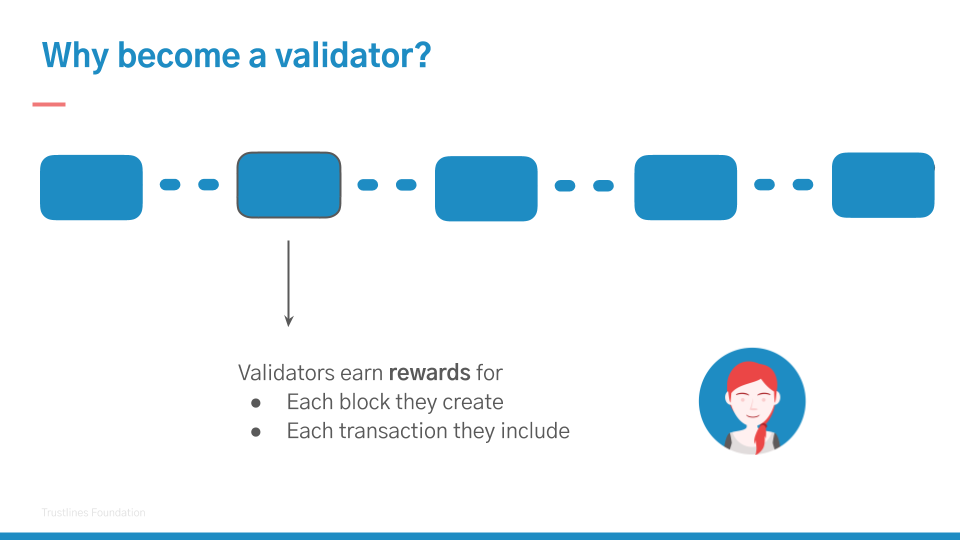 Why become a validator?
Validators earn rewards for
● Each block they create
● Each transaction they include
Trustlines Foundation